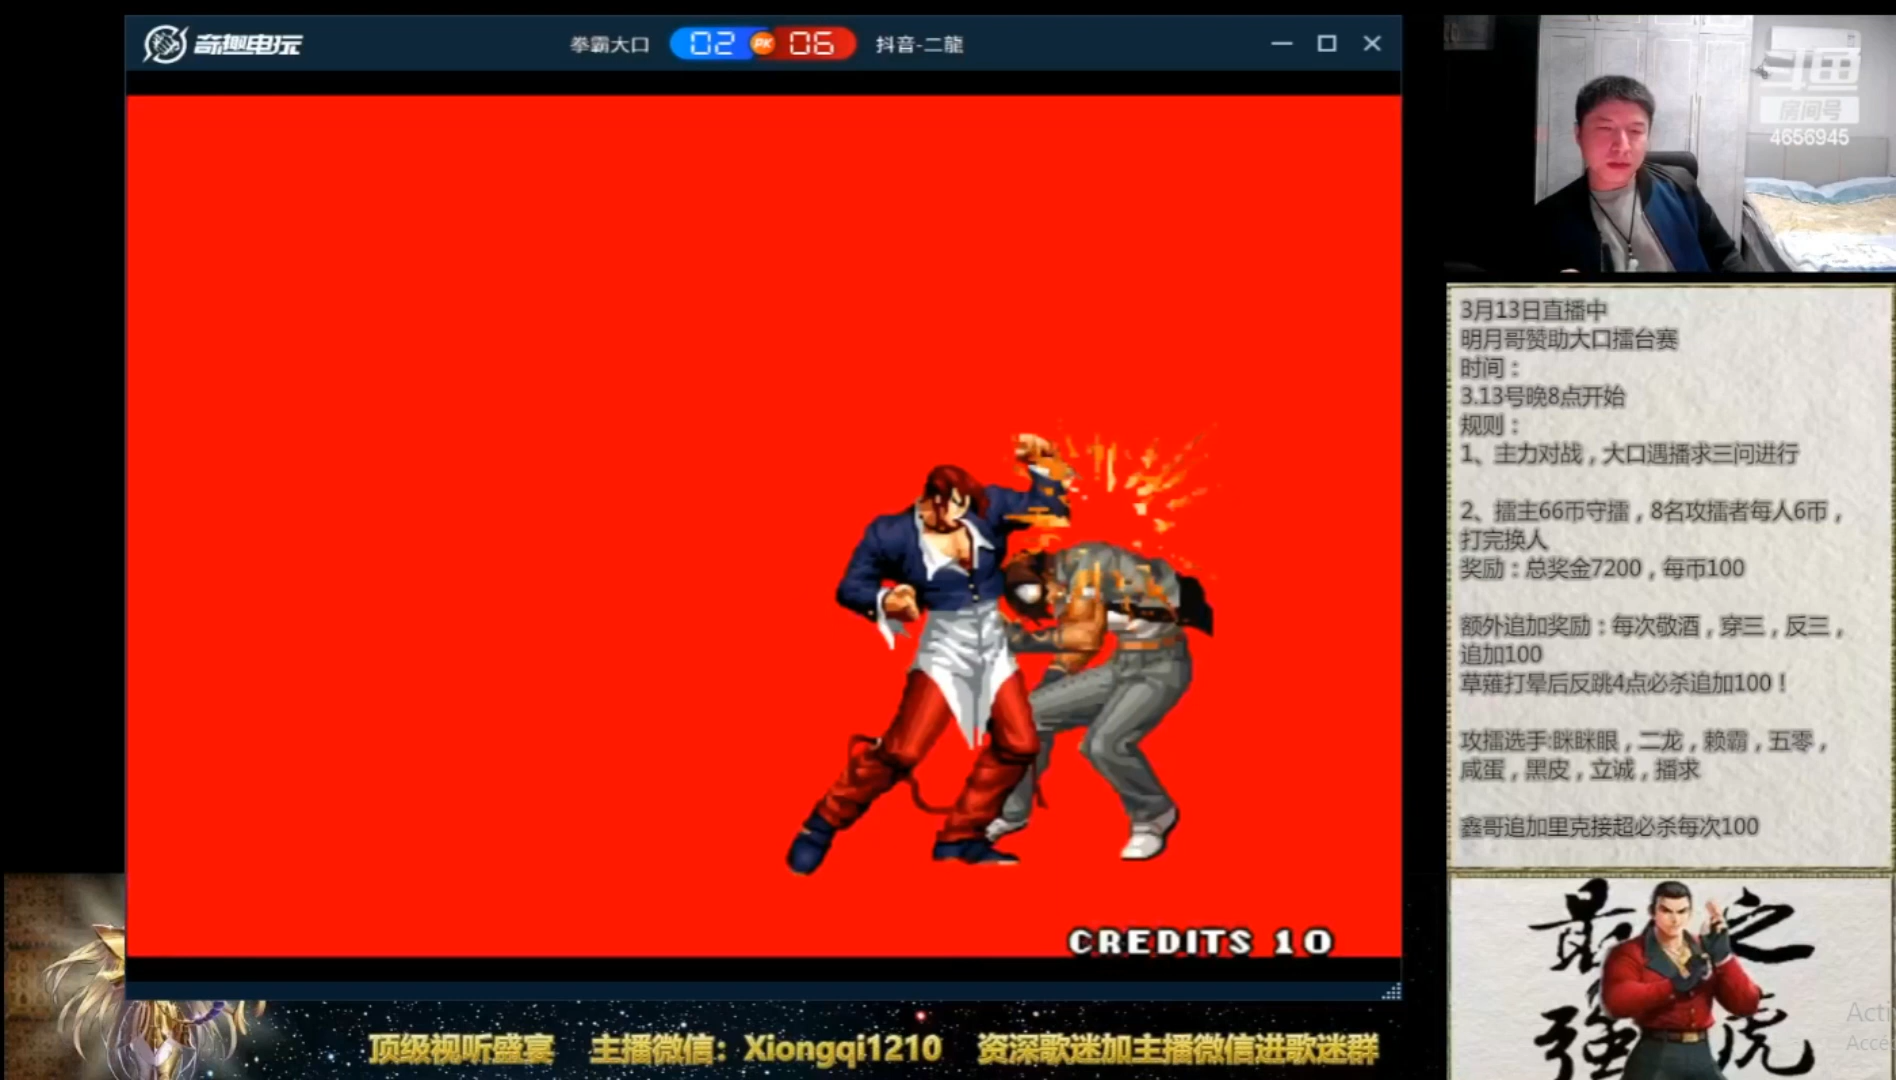 奇趣电玩
拳霸大口 02 PK 06 抖音-二龍
斗鱼
房间号
4656945
3月13日直播中
明月哥赞助大口擂台赛
时间：
3.13号晚8点开始
规则：
1、主力对战，大口遇播求三问进行
2、擂主66币守擂，8名攻擂者每人6币，
打完换人
奖励：总奖金7200，每币100
额外追加奖励：每次敬酒，穿三，反三，
追加100
草薙打晕后反跳4点必杀追加100！
攻擂选手:眯眯眼，二龙，赖霸，五零，
咸蛋，黑皮，立诚，播求
鑫哥追加里克接超必杀每次100
CREDITS 10
最之
强虎
Acti
Accé
顶级视听盛宴 主播微信：Xiongqi1210 资深歌迷加主播微信进歌迷群